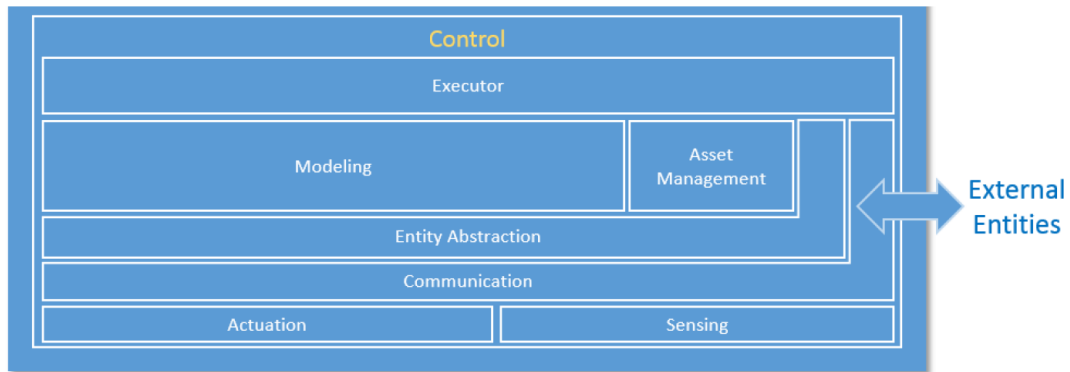 Control
Executor
Modeling
Asset
Management
External
Entities
Entity Abstraction
Communication
Actuation
Sensing